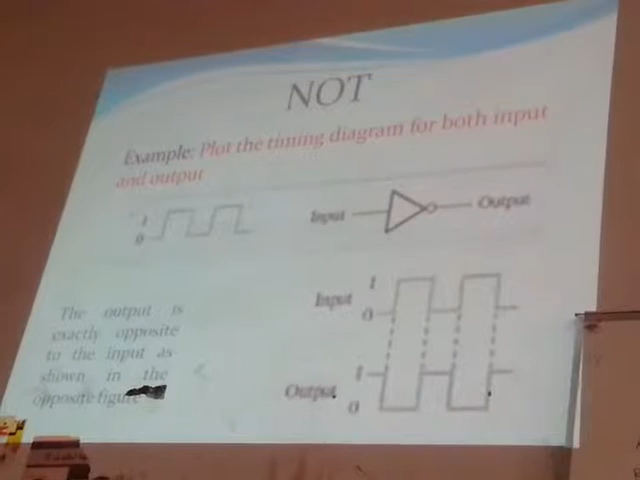 NOT
Example: Plot the timing diagram for both input
and output
1
0
Input
Output
The output is
exactly opposite
to the input as
shown in the
opposite figure
Input
1
0
Output
1
0